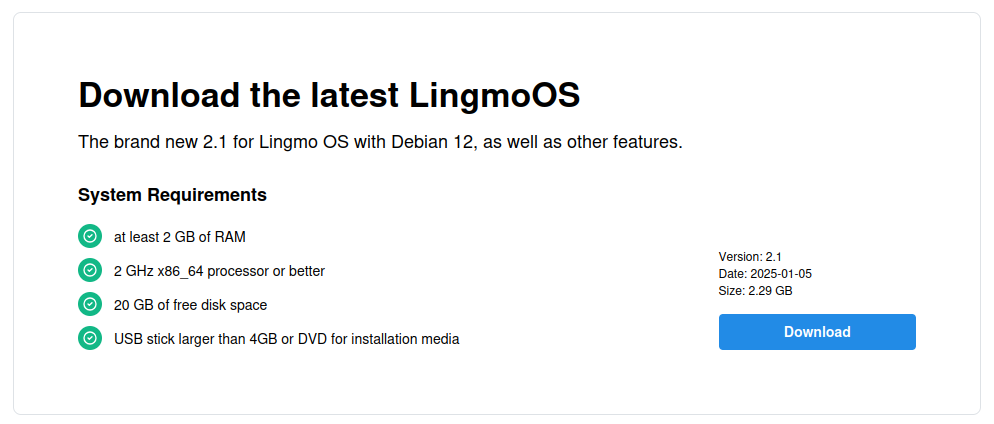 Download the latest LingmoOS
The brand new 2.1 for Lingmo OS with Debian 12, as well as other features.
System Requirements
at least 2 GB of RAM
2 GHz x86_64 processor or better
20 GB of free disk space
USB stick larger than 4GB or DVD for installation media
Version: 2.1
Date: 2025-01-05
Size: 2.29 GB
Download